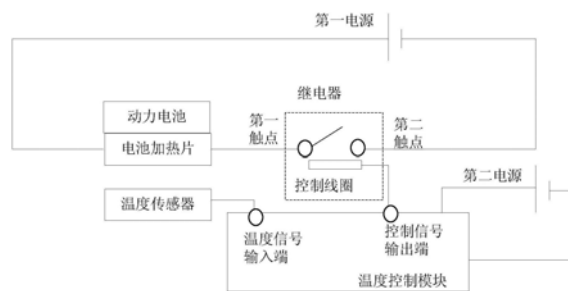 第一电源
继电器
动力电池
电池加热片
第一
触点
第二
触点
控制线圈
第二电源
温度传感器
温度信号
输入端
控制信号
输出端
温度控制模块